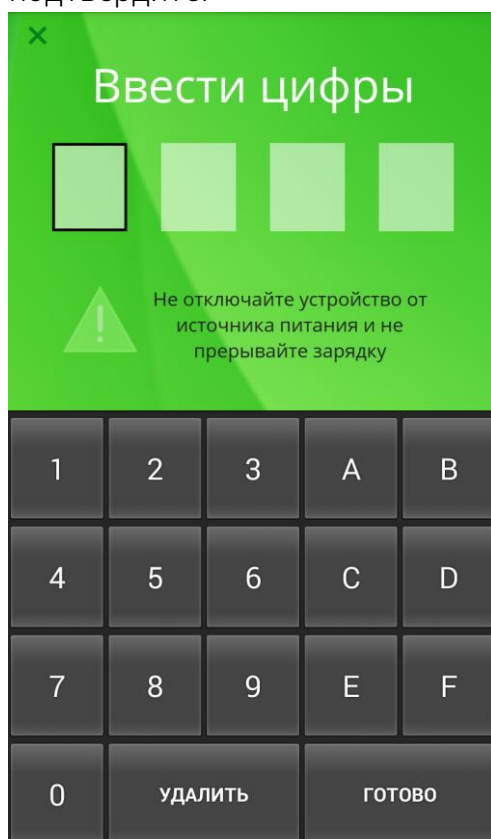 подтвердите.
Ввести цифры
Не отключайте устройство от
источника питания и не
прерывайте зарядку
1 2 3 A B
4 5 6 C D
7 8 9 E F
0 УДАЛИТЬ ГОТОВО